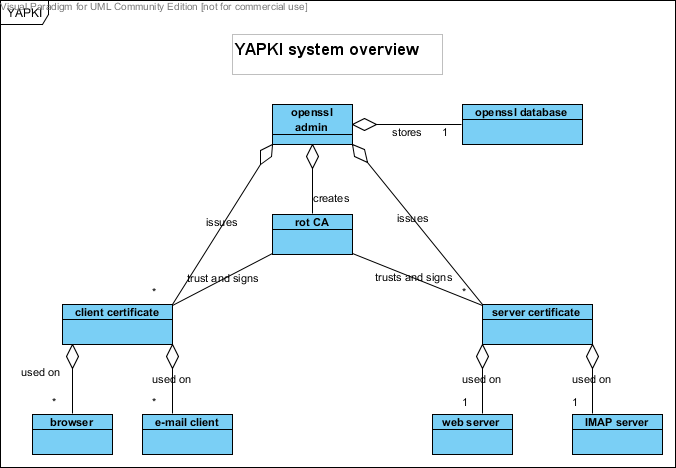 Visual Paradigm for UML Community Edition [not for commercial use]
YAPKI
YAPKI system overview
openssl
admin
openssl database
stores
1
creates
issues
issues
rot CA
trust and signs
trusts and signs
*
*
client certificate
server certificate
used on
used on
used on
used on
*
*
1
1
browser
e-mail client
web server
IMAP server